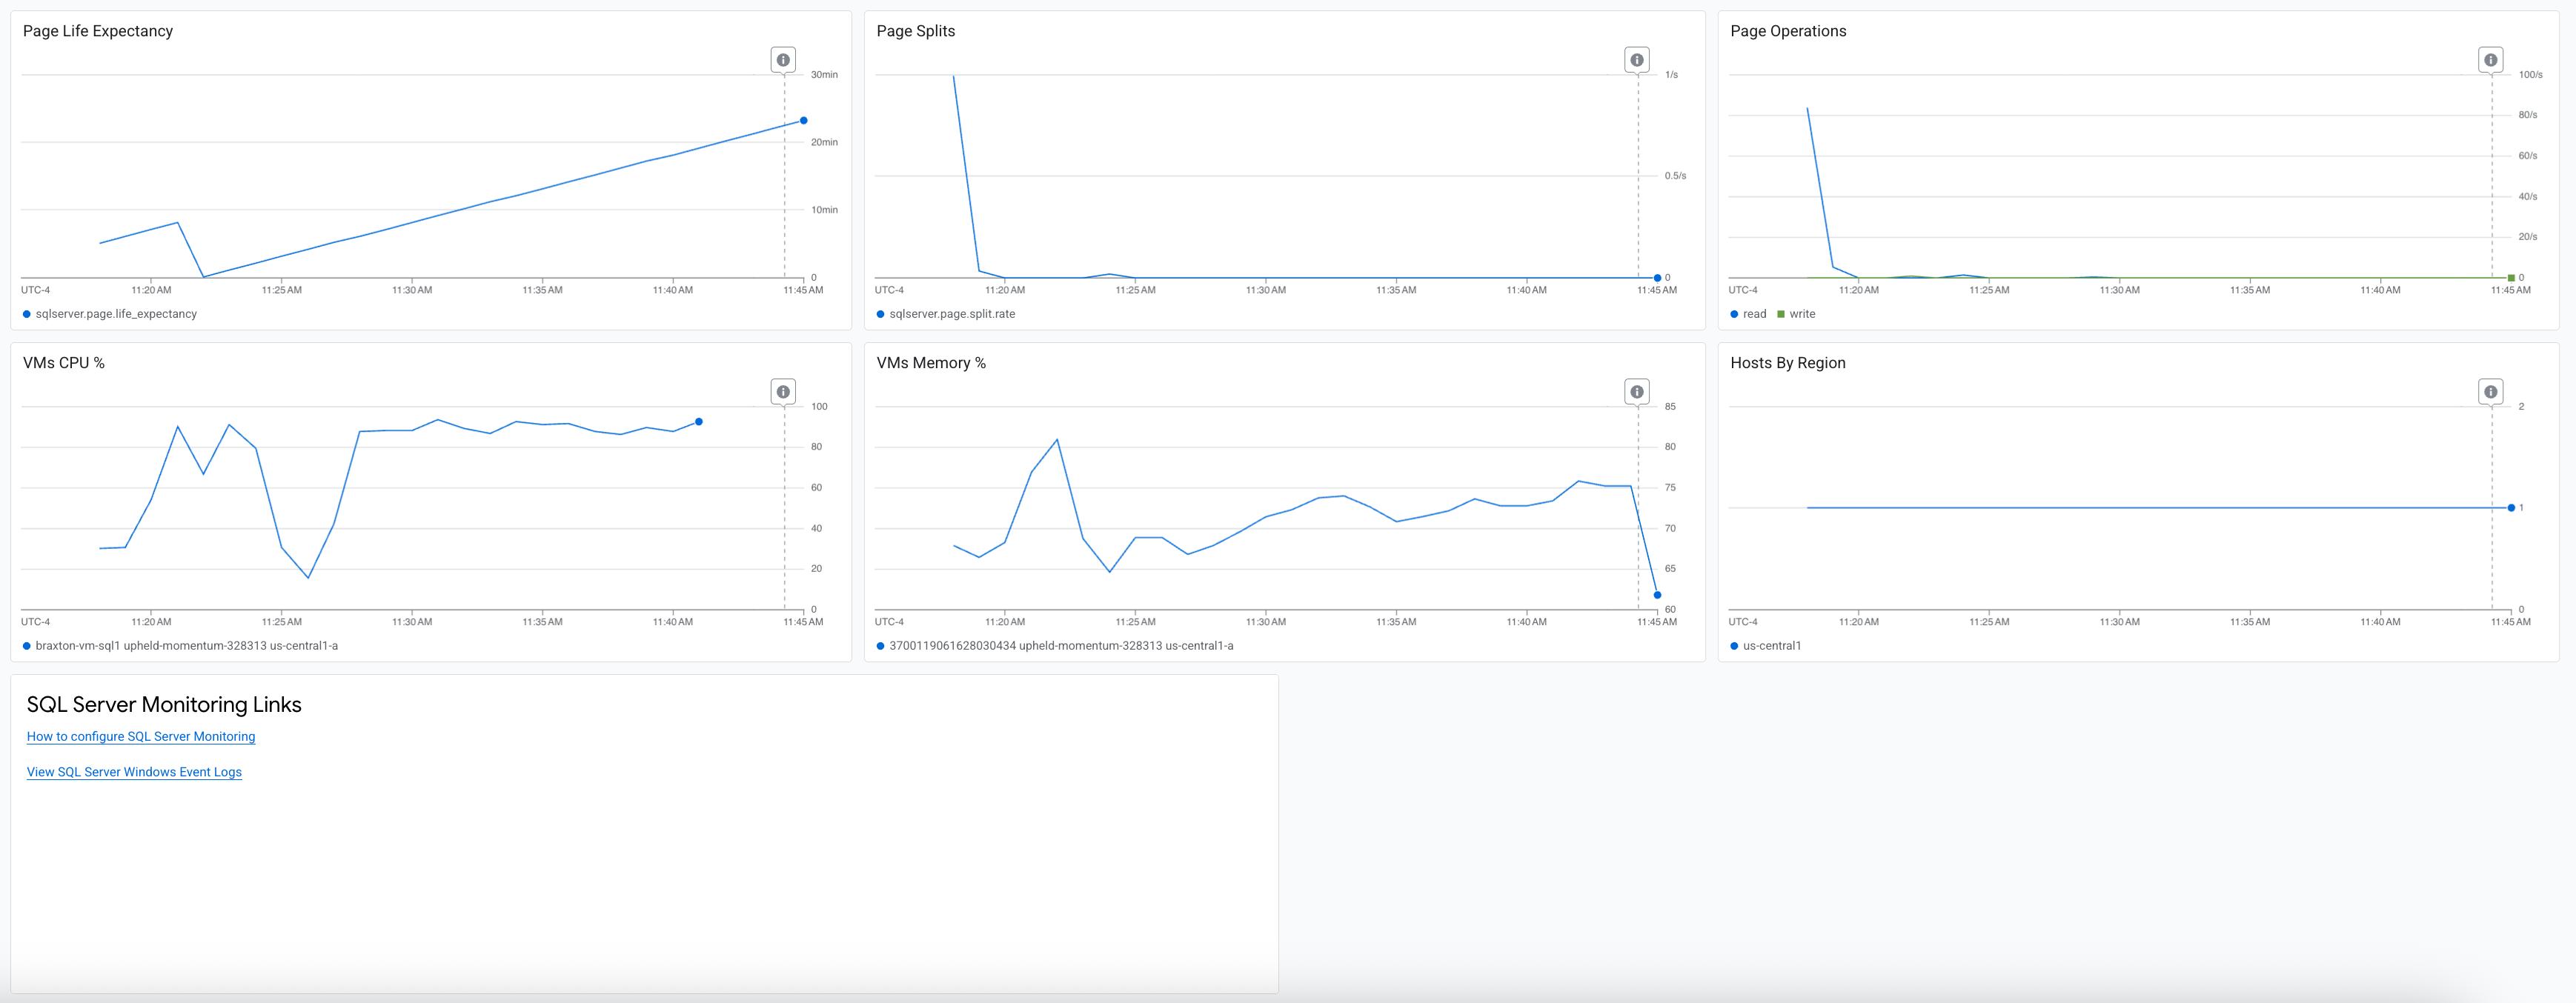 Page Life Expectancy
30min
20min
10min
0
UTC-4 11:20 AM 11:25 AM 11:30 AM 11:35 AM 11:40 AM 11:45 AM
sqlserver.page.life_expectancy
Page Splits
1/s
0.5/s
0
UTC-4 11:20 AM 11:25 AM 11:30 AM 11:35 AM 11:40 AM 11:45 AM
sqlserver.page.split.rate
Page Operations
100/s
80/s
60/s
40/s
20/s
0
UTC-4 11:20 AM 11:25 AM 11:30 AM 11:35 AM 11:40 AM 11:45 AM
read write
VMs CPU %
100
80
60
40
20
0
UTC-4 11:20 AM 11:25 AM 11:30 AM 11:35 AM 11:40 AM 11:45 AM
braxton-vm-sql1 upheld-momentum-328313 us-central1-a
VMs Memory %
85
80
75
70
65
60
UTC-4 11:20 AM 11:25 AM 11:30 AM 11:35 AM 11:40 AM 11:45 AM
3700119061628030434 upheld-momentum-328313 us-central1-a
Hosts By Region
2
1
0
UTC-4 11:20 AM 11:25 AM 11:30 AM 11:35 AM 11:40 AM 11:45 AM
us-central1
SQL Server Monitoring Links
How to configure SQL Server Monitoring
View SQL Server Windows Event Logs